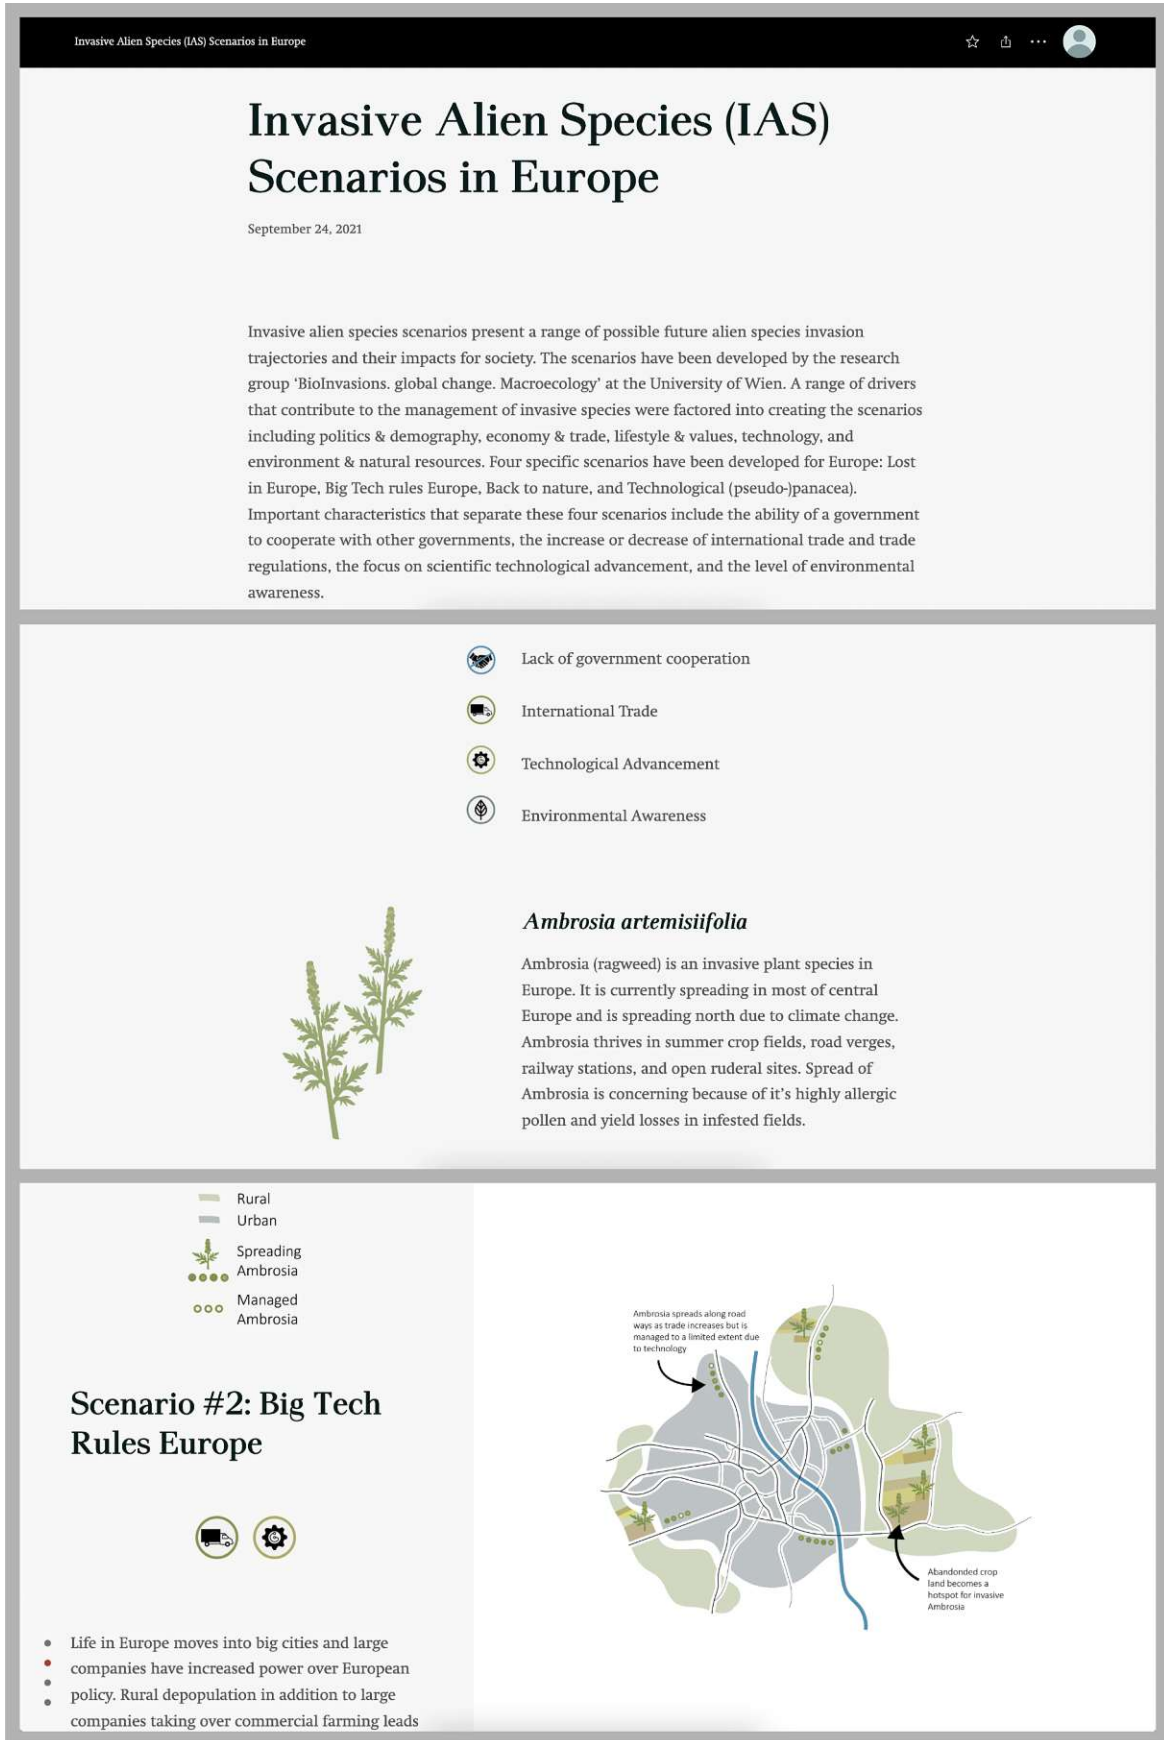 Invasive Alien Species (IAS) Scenarios in Europe
Invasive Alien Species (IAS)
Scenarios in Europe
September 24, 2021
Invasive alien species scenarios present a range of possible future alien species invasion
trajectories and their impacts for society. The scenarios have been developed by the research
group ‘BioInvasions. global change. Macroecology’ at the University of Wien. A range of drivers
that contribute to the management of invasive species were factored into creating the scenarios
including politics & demography, economy & trade, lifestyle & values, technology, and
environment & natural resources. Four specific scenarios have been developed for Europe: Lost
in Europe, Big Tech rules Europe, Back to nature, and Technological (pseudo-)panacea).
Important characteristics that separate these four scenarios include the ability of a government
to cooperate with other governments, the increase or decrease of international trade and trade
regulations, the focus on scientific technological advancement, and the level of environmental
awareness.
Lack of government cooperation
International Trade
Technological Advancement
Environmental Awareness
Ambrosia artemisiifolia
Ambrosia (ragweed) is an invasive plant species in
Europe. It is currently spreading in most of central
Europe and is spreading north due to climate change.
Ambrosia thrives in summer crop fields, road verges,
railway stations, and open ruderal sites. Spread of
Ambrosia is concerning because of it's highly allergic
pollen and yield losses in infested fields.
Rural
Urban
Spreading
Ambrosia
Managed
Ambrosia
Scenario #2: Big Tech
Rules Europe
Life in Europe moves into big cities and large
companies have increased power over European
policy. Rural depopulation in addition to large
companies taking over commercial farming leads
Ambrosia spreads along road
ways as trade increases but is
managed to a limited extent due
to technology
Abandonded crop
land becomes a
hotspot for invasive
Ambrosia